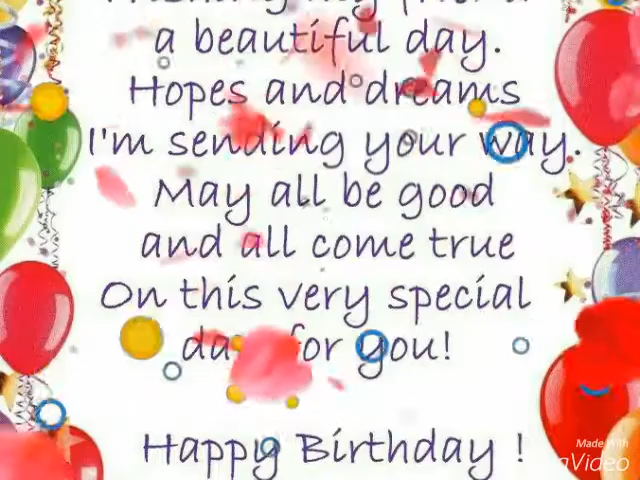 a beautiful day.
Hopes and dreams
I'm sending your way.
May all be good
and all come true
On this very special
day for you!
Happy Birthday !
Made With